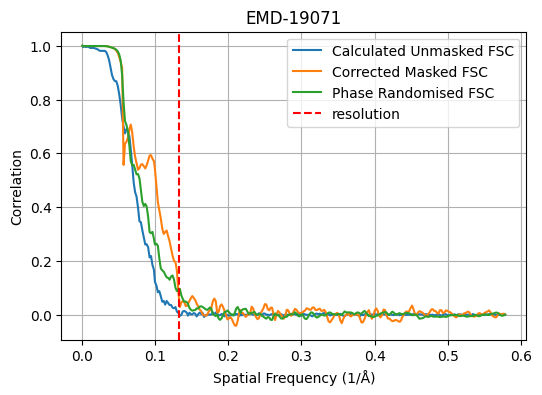 EMD-19071
Calculated Unmasked FSC
Corrected Masked FSC
Phase Randomised FSC
resolution
Correlation
1.0
0.8
0.6
0.4
0.2
0.0
0.0 0.1 0.2 0.3 0.4 0.5 0.6
Spatial Frequency (1/Å)